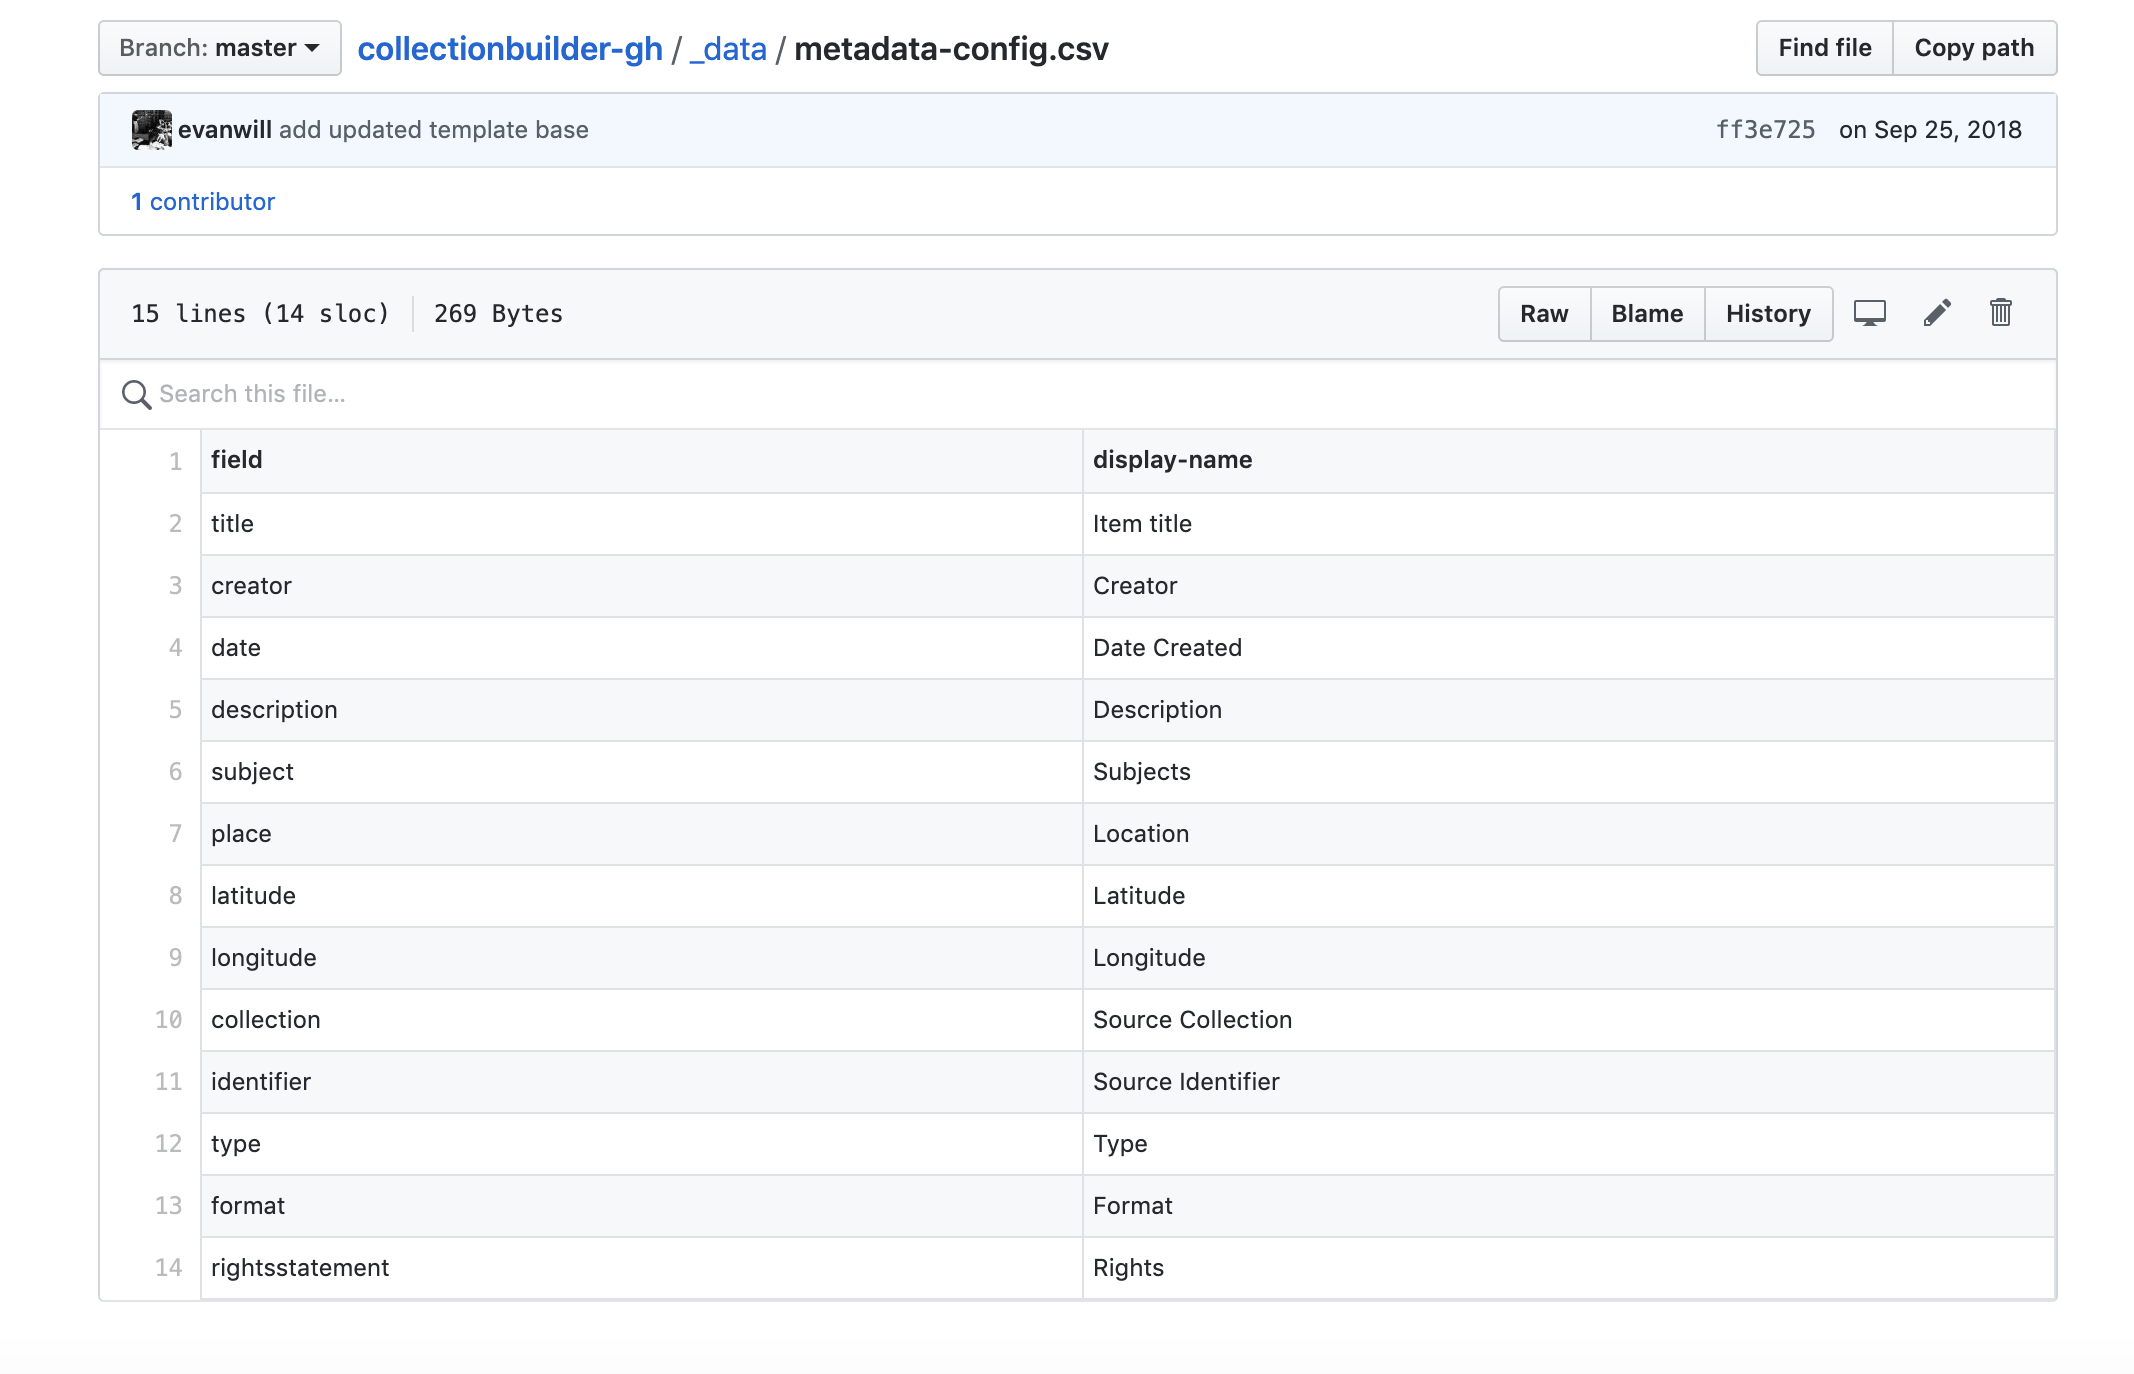 Branch: master collectionbuilder-gh / _data / metadata-config.csv Find file Copy path
evanwill add updated template base ff3e725 on Sep 25, 2018
1 contributor
15 lines (14 sloc) 269 Bytes Raw Blame History
Search this file...
1 field display-name
2 title Item title
3 creator Creator
4 date Date Created
5 description Description
6 subject Subjects
7 place Location
8 latitude Latitude
9 longitude Longitude
10 collection Source Collection
11 identifier Source Identifier
12 type Type
13 format Format
14 rightsstatement Rights